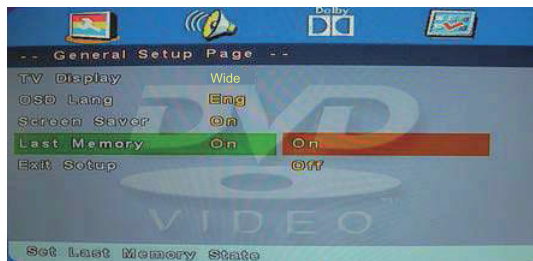 Dolby
-- General Setup Page --
TV Display Wide
OSD Lang Eng
Screen Saver On
Last Memory On On
Exit Setup Off
DVD
VIDEO
Set Last Memory State